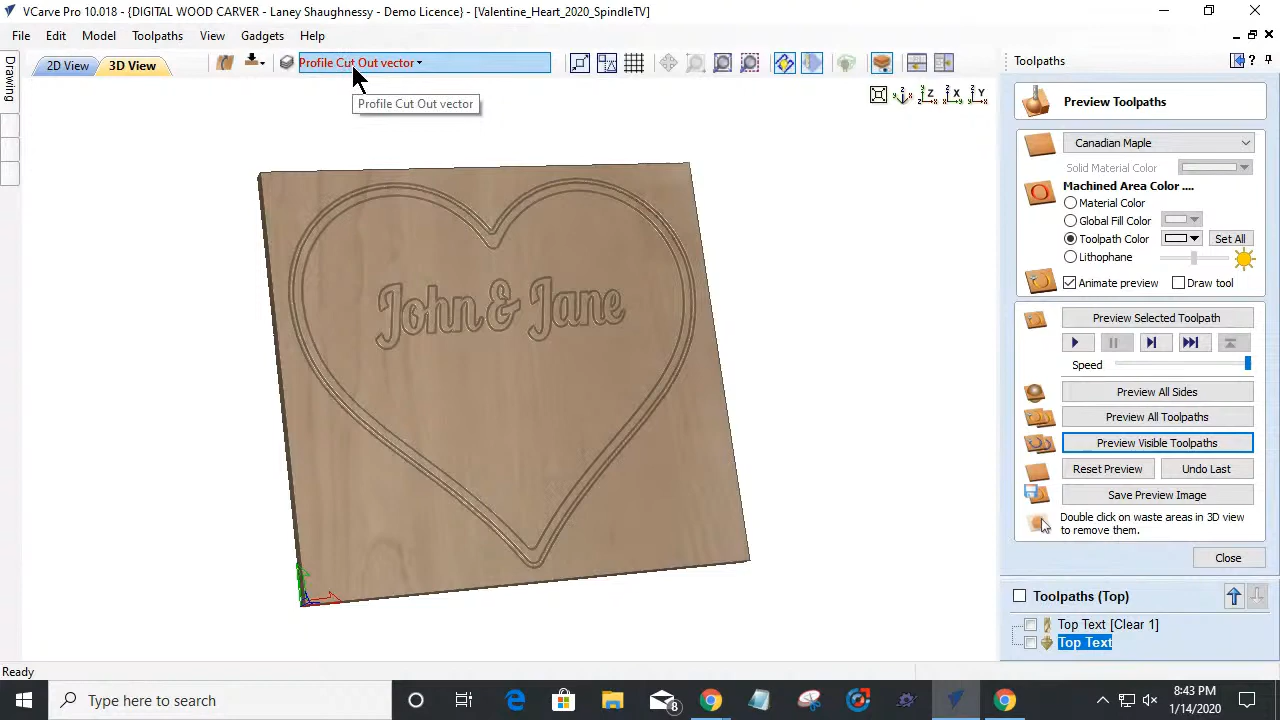 VCarve Pro 10.018 - {DIGITAL WOOD CARVER - Laney Shaughnessy - Demo Licence} - [Valentine_Heart_2020_SpindleTV]
File Edit Model Toolpaths View Gadgets Help
2D View 3D View Profile Cut Out vector
Profile Cut Out vector
Drawing
Z X Y
John & Jane
Toolpaths
Preview Toolpaths
Canadian Maple
Solid Material Color
Machined Area Color ....
Material Color
Global Fill Color
Toolpath Color Set All
Lithophane
Animate preview Draw tool
Preview Selected Toolpath
Speed
Preview All Sides
Preview All Toolpaths
Preview Visible Toolpaths
Reset Preview Undo Last
Save Preview Image
Double click on waste areas in 3D view
to remove them.
Close
Toolpaths (Top)
Top Text [Clear 1]
Top Text
Ready
Type here to search
8
8:43 PM
1/14/2020